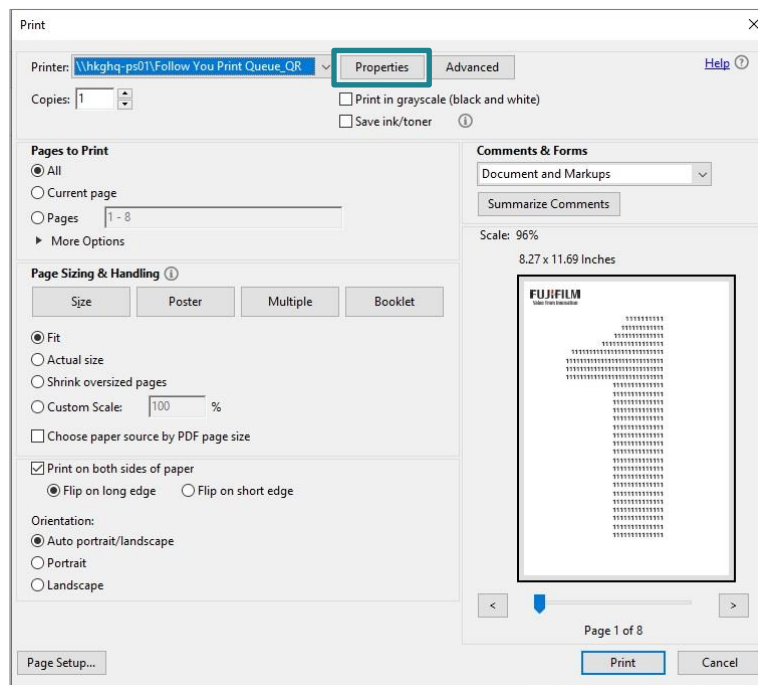 Print
Printer: \\hkghq-ps01\Follow You Print Queue_QR Properties Advanced Help
Copies: 1 Print in grayscale (black and white)
Save ink/toner
Pages to Print Comments & Forms
All Document and Markups
Current page
Pages 1 - 8 Summarize Comments
More Options
Scale: 96%
8.27 x 11.69 Inches
Page Sizing & Handling
Size Poster Multiple Booklet
FUJIFILM
Value from Innovation
Fit
Actual size
Shrink oversized pages
Custom Scale: 100 %
Choose paper source by PDF page size
Print on both sides of paper
Flip on long edge Flip on short edge
Orientation:
Auto portrait/landscape
Portrait
Landscape
< >
Page 1 of 8
Page Setup... Print Cancel